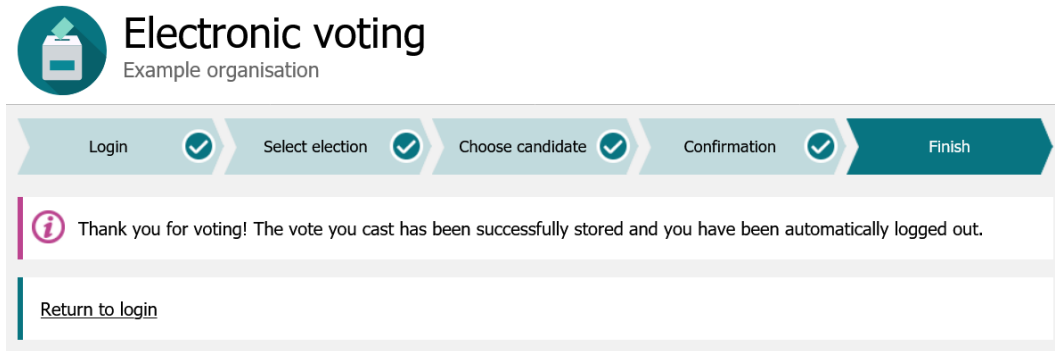 Electronic voting
Example organisation
Login
Select election
Choose candidate
Confirmation
Finish
Thank you for voting! The vote you cast has been successfully stored and you have been automatically logged out.
Return to login